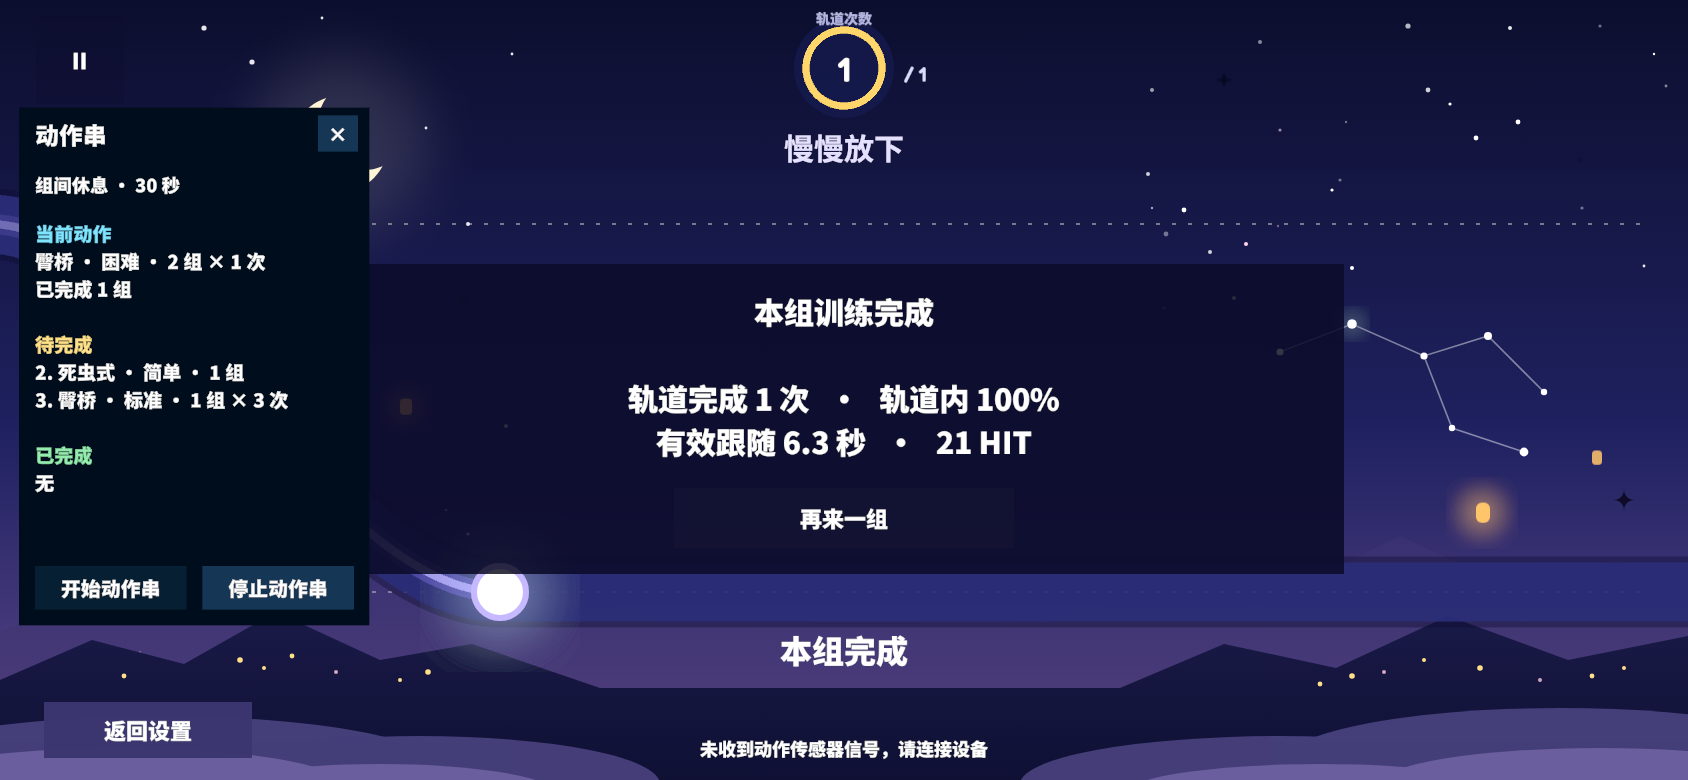 轨道次数
1
/ 1
慢慢放下
动作串
×
组间休息 · 30 秒
当前动作
臀桥 · 困难 · 2 组 × 1 次
已完成 1 组
待完成
2. 死虫式 · 简单 · 1 组
3. 臀桥 · 标准 · 1 组 × 3 次
已完成
无
开始动作串
停止动作串
本组训练完成
轨道完成 1 次 · 轨道内 100%
有效跟随 6.3 秒 · 21 HIT
再来一组
本组完成
返回设置
未收到动作传感器信号，请连接设备